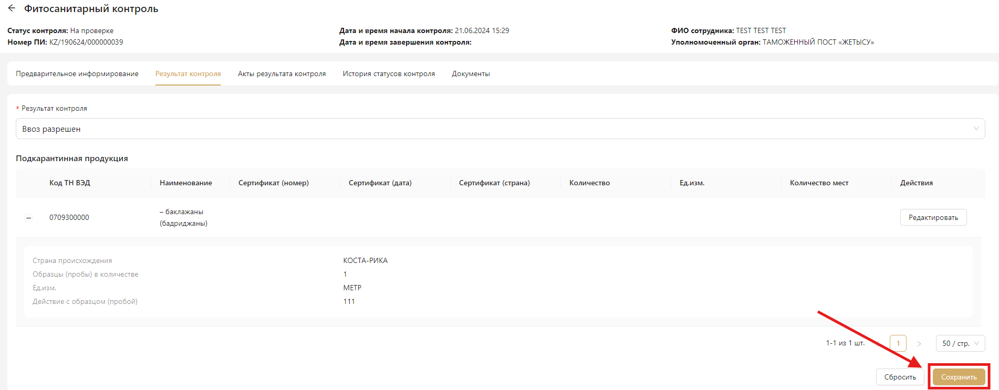 Фитосанитарный контроль
Статус контроля: На проверке
Дата и время начала контроля: 21.06.2024 15:29
ФИО сотрудника: TEST TEST TEST
Номер ПИ: KZ/190624/000000039
Дата и время завершения контроля:
Уполномоченный орган: ТАМОЖЕННЫЙ ПОСТ «ЖЕТЫСУ»
Предварительное информирование Результат контроля Акты результата контроля История статусов контроля Документы
* Результат контроля
Ввоз разрешен
Подкарантинная продукция
Код ТН ВЭД Наименование Сертификат (номер) Сертификат (дата) Сертификат (страна) Количество Ед.изм. Количество мест Действия
0709300000
– баклажаны
(бадриджаны)
Редактировать
Страна происхождения КОСТА-РИКА
Образцы (пробы) в количестве 1
Ед.изм. МЕТР
Действие с образцом (пробой) 111
1-1 из 1 шт. < 1 > 50 / стр.
Сбросить Сохранить